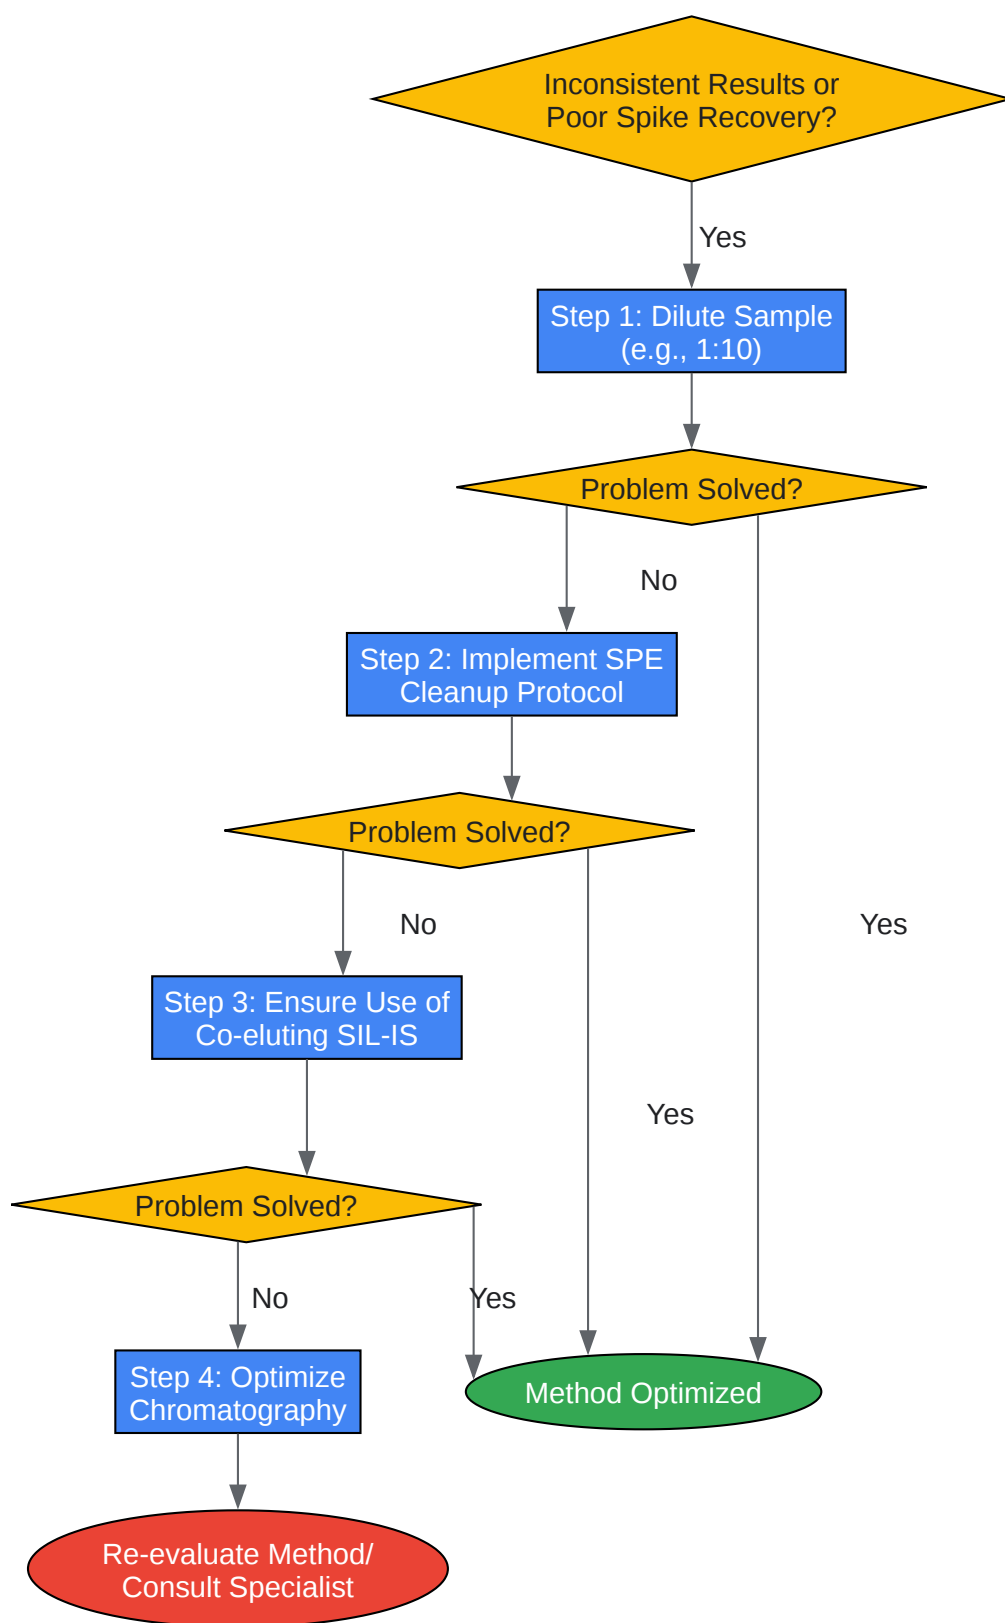 Inconsistent Results or
Poor Spike Recovery?
Yes
Step 1: Dilute Sample
(e.g., 1:10)
Problem Solved?
No
Step 2: Implement SPE
Cleanup Protocol
Problem Solved?
No
Yes
Step 3: Ensure Use of
Co-eluting SIL-IS
Yes
Problem Solved?
No
Yes
Step 4: Optimize
Chromatography
Method Optimized
Re-evaluate Method/
Consult Specialist